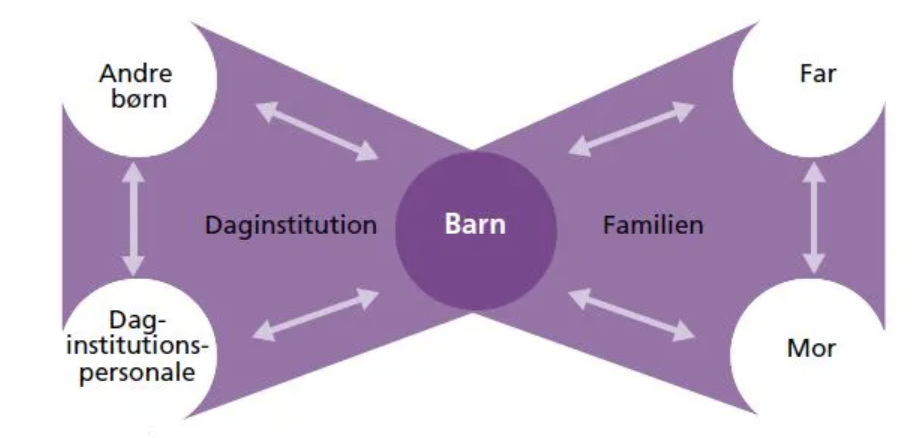 Andre
børn
Far
Daginstitution
Barn
Familien
Dag-
institutions-
personale
Mor